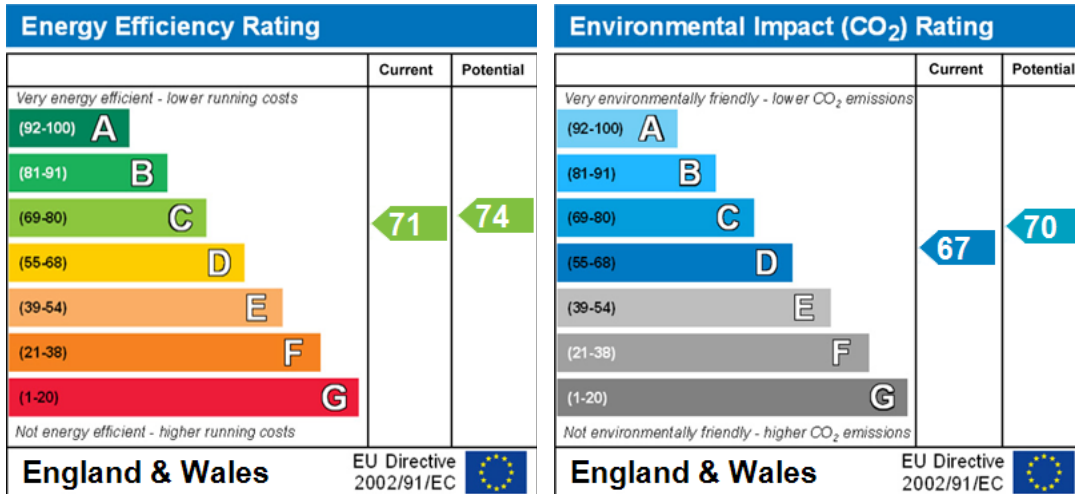 Energy Efficiency Rating
Current Potential
Very energy efficient - lower running costs
(92-100) A
(81-91) B
(69-80) C
71
74
(55-68) D
(39-54) E
(21-38) F
(1-20) G
Not energy efficient - higher running costs
England & Wales
EU Directive
2002/91/EC
Environmental Impact (CO₂) Rating
Current Potential
Very environmentally friendly - lower CO₂ emissions
(92-100) A
(81-91) B
(69-80) C
70
(55-68) D
67
(39-54) E
(21-38) F
(1-20) G
Not environmentally friendly - higher CO₂ emissions
England & Wales
EU Directive
2002/91/EC